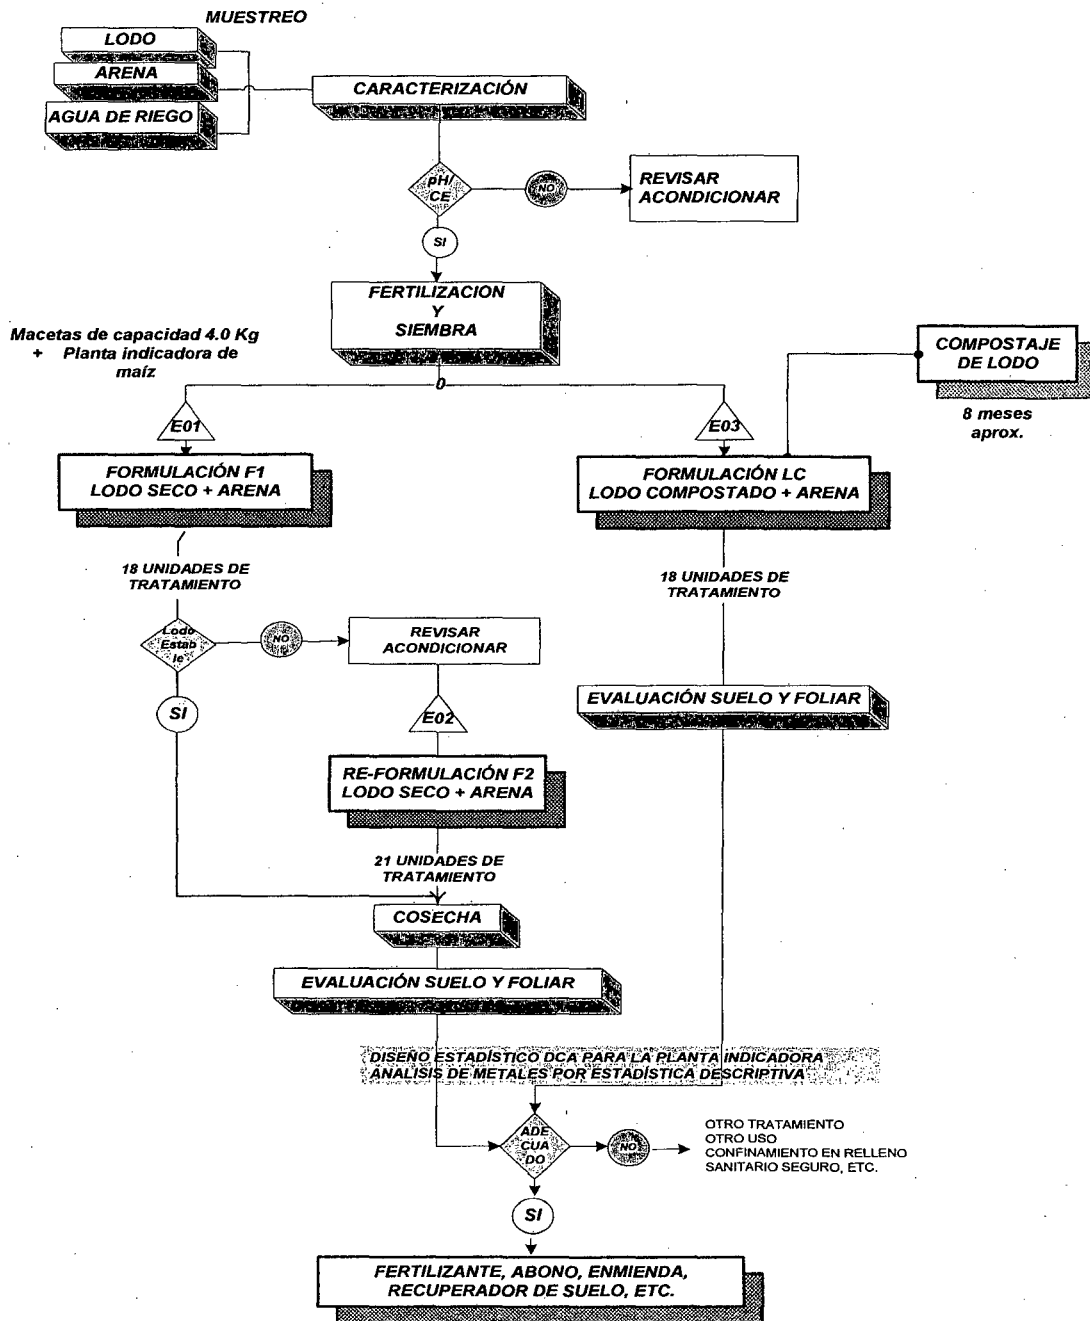 MUESTREO
LODO
ARENA
AGUA DE RIEGO
CARACTERIZACIÓN
pH/
CE
NO
REVISAR
ACONDICIONAR
SI
FERTILIZACION
Y
SIEMBRA
Macetas de capacidad 4.0 Kg
+ Planta indicadora de
maíz
0
COMPOSTAJE
DE LODO
8 meses
aprox.
E01
E03
FORMULACIÓN F1
LODO SECO + ARENA
FORMULACIÓN LC
LODO COMPOSTADO + ARENA
18 UNIDADES DE
TRATAMIENTO
18 UNIDADES DE
TRATAMIENTO
Lodo
Estab
le
NO
REVISAR
ACONDICIONAR
SI
E02
EVALUACIÓN SUELO Y FOLIAR
RE-FORMULACIÓN F2
LODO SECO + ARENA
21 UNIDADES DE
TRATAMIENTO
COSECHA
EVALUACIÓN SUELO Y FOLIAR
DISEÑO ESTADÍSTICO DCA PARA LA PLANTA INDICADORA
ANALISIS DE METALES POR ESTADÍSTICA DESCRIPTIVA
ADE
CUA
DO
NO
OTRO TRATAMIENTO
OTRO USO
CONFINAMIENTO EN RELLENO
SANITARIO SEGURO, ETC.
SI
FERTILIZANTE, ABONO, ENMIENDA,
RECUPERADOR DE SUELO, ETC.